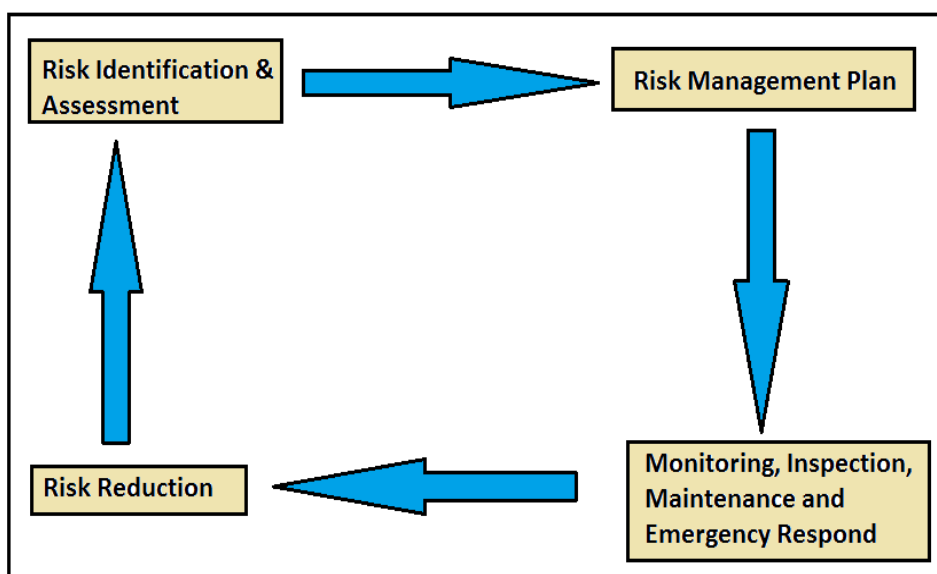 Risk Identification &
Assessment
Risk Management Plan
Monitoring, Inspection,
Maintenance and
Emergency Respond
Risk Reduction